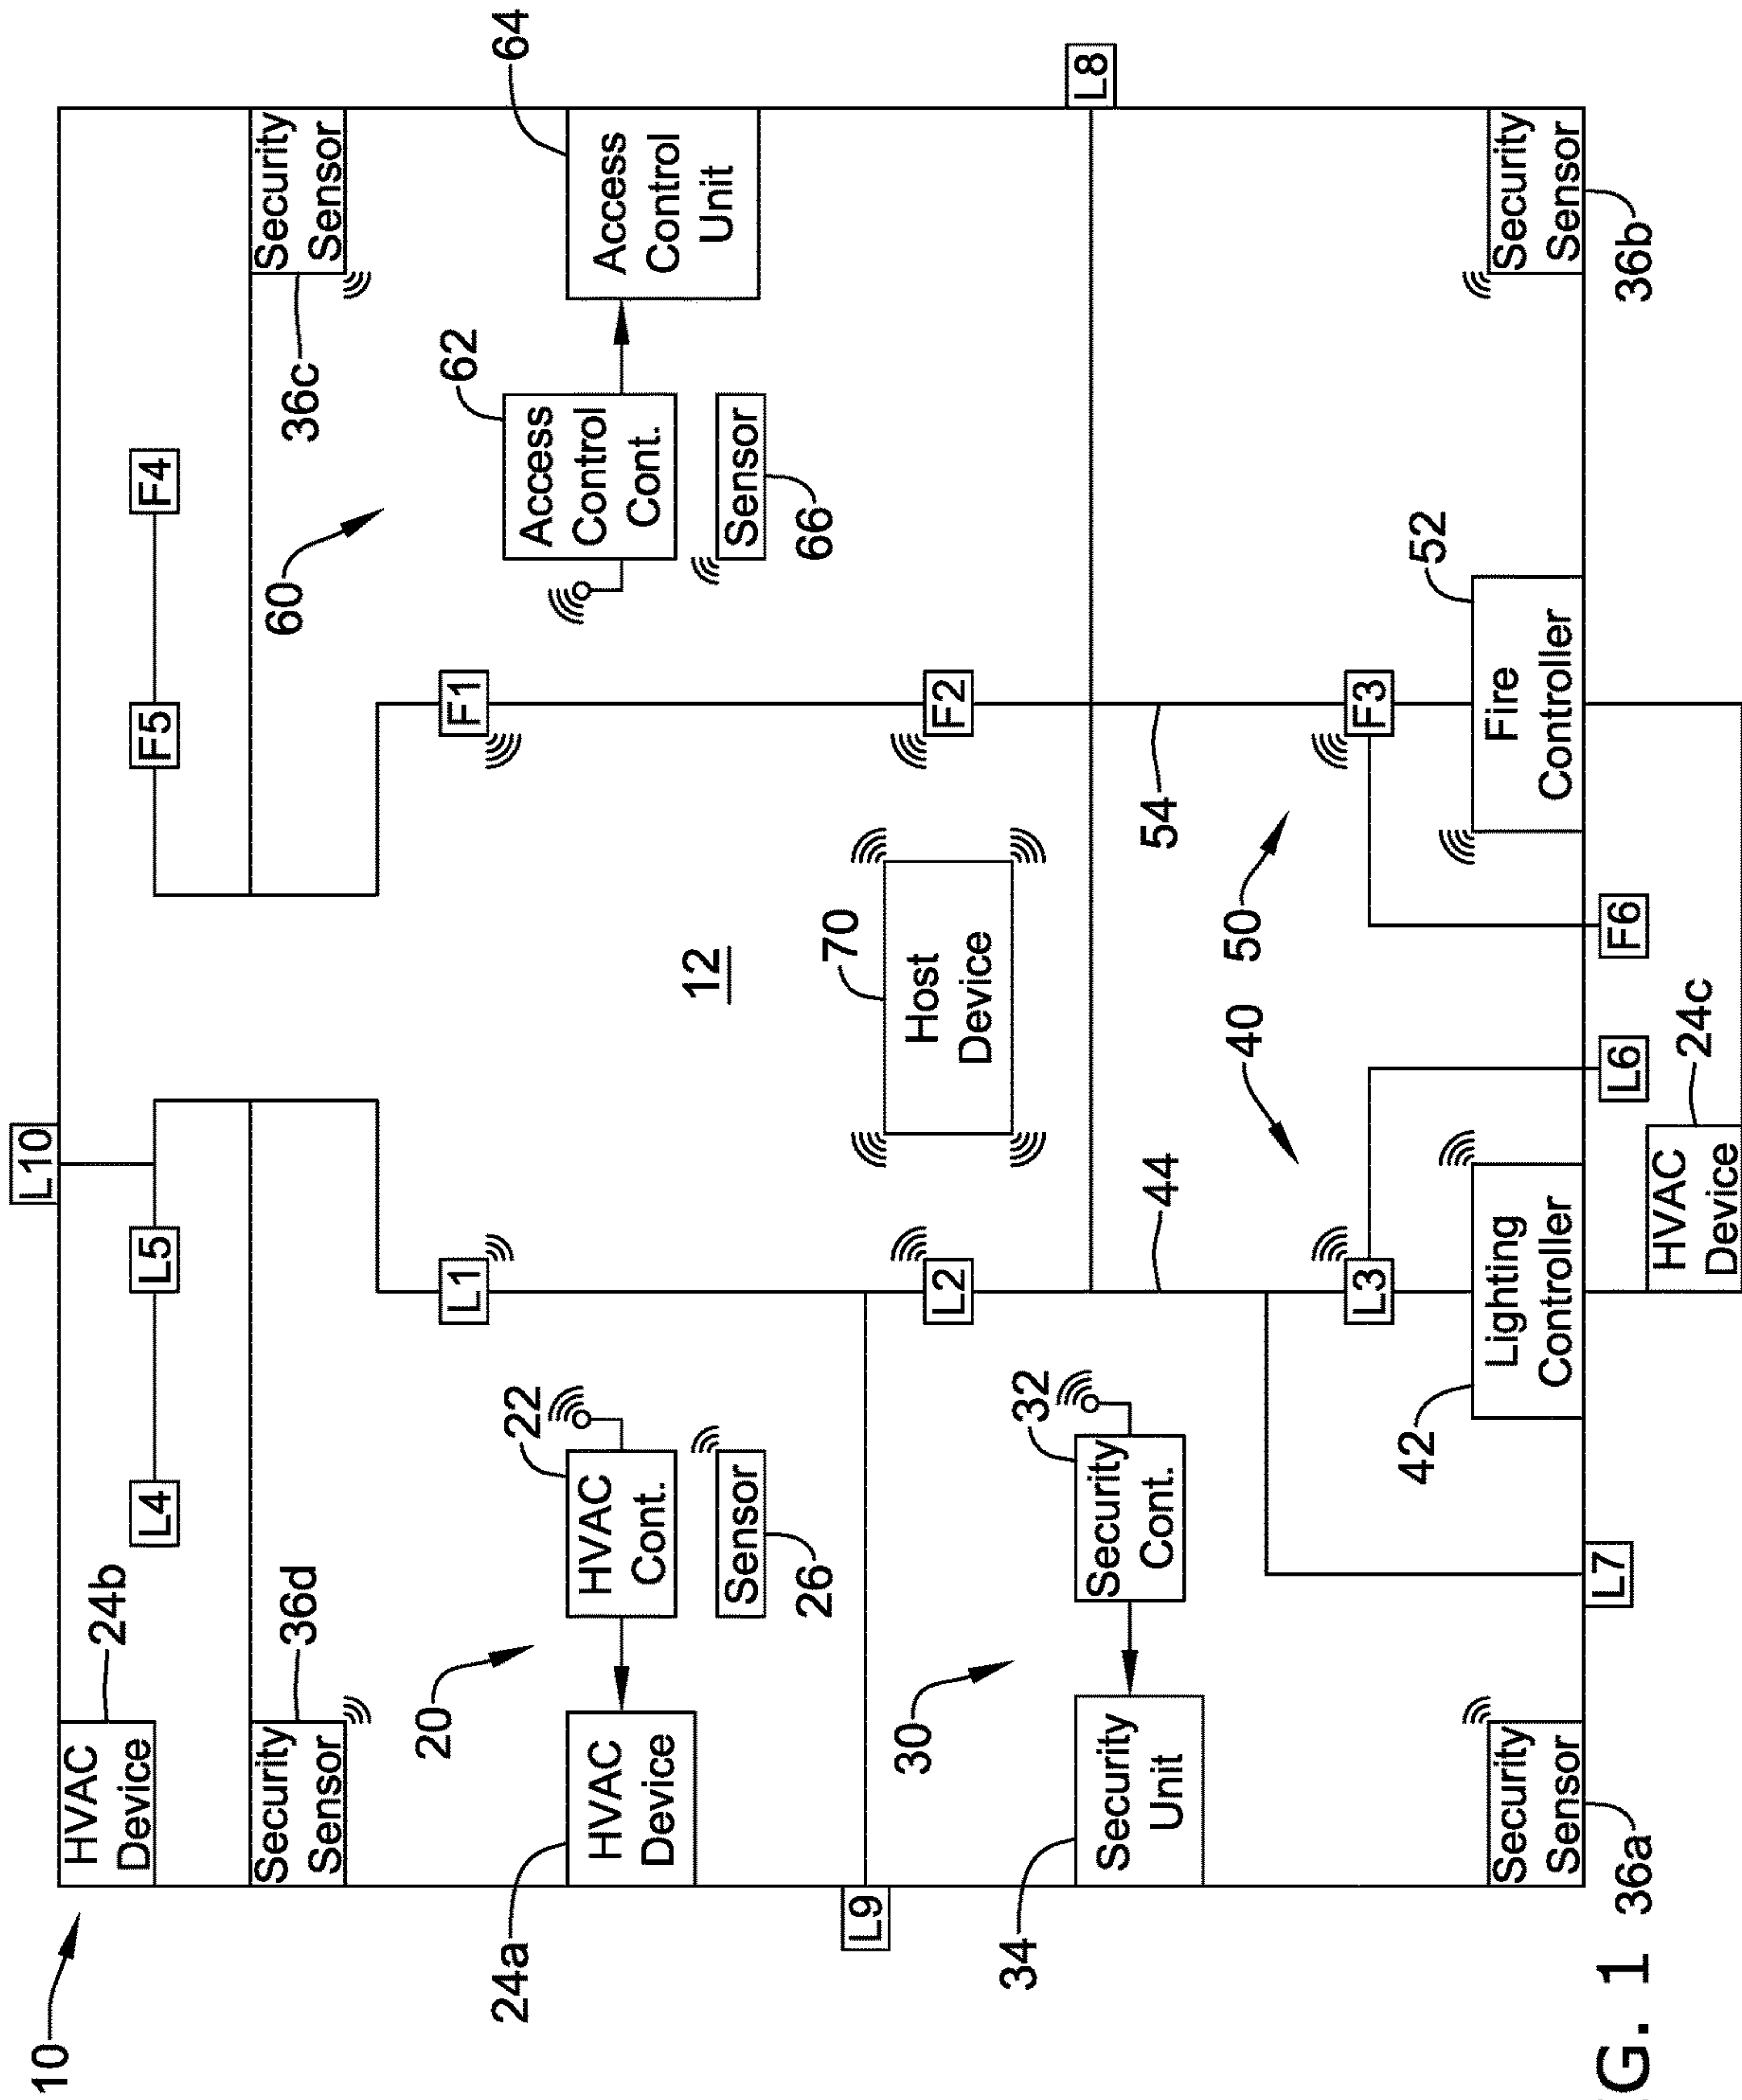 10
L10
HVAC
Device
24b
L4
L5
F5
F4
Security
Sensor
36d
60
36c
Security
Sensor
20
L1
F1
62
24a
22
64
HVAC
Device
HVAC
Cont.
Access
Control
Cont.
Access
Control
Unit
12
Sensor
26
Sensor
66
70
L9
30
L2
Host
Device
F2
34
32
Security
Unit
Security
Cont.
L8
44
54
40
50
L3
F3
42
52
Security
Sensor
Lighting
Controller
Fire
Controller
Security
Sensor
L7
L6
F6
G. 1
36a
36b
24c
HVAC
Device